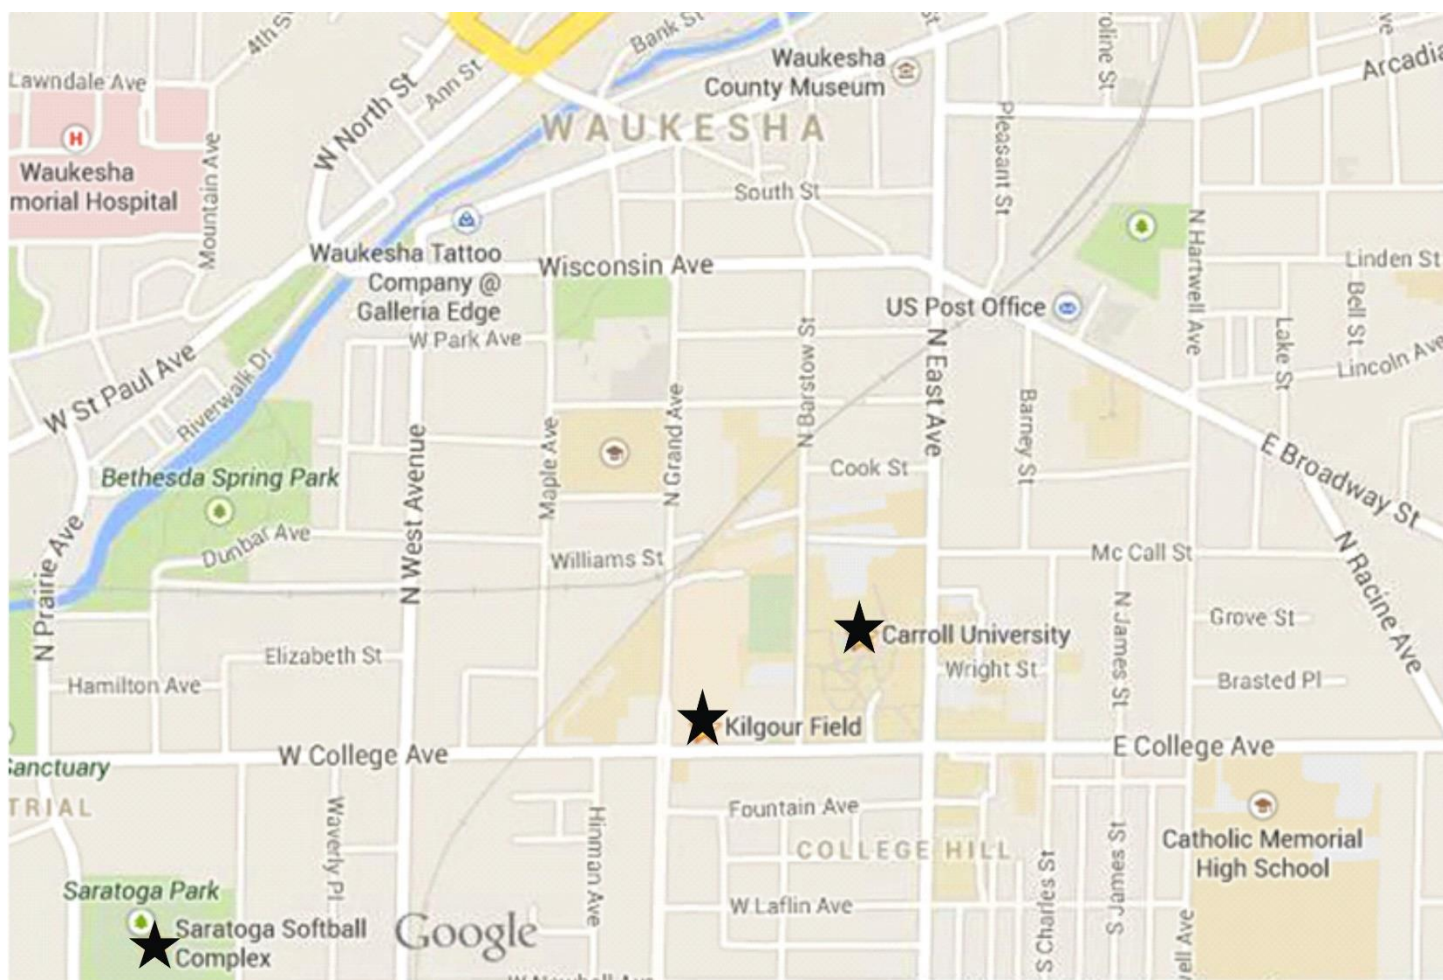 Bank St
4th St
Waukesha
County Museum
Arcadia
Lawndale Ave
Ann St
W North St
WAUKESHA
Pleasant St
Waukesha
morial Hospital
H
Mountain Ave
South St
N Hartwell Ave
Waukesha Tattoo
Company @
Galleria Edge
Wisconsin Ave
Linden St
Bell St
US Post Office
W Park Ave
N Barstow St
N East Ave
Lake St
Lincoln Ave
W St Paul Ave
Riverwalk Dr
N Grand Ave
Barney St
Maple Ave
N West Avenue
Cook St
E Broadway St
Bethesda Spring Park
Dunbar Ave
Williams St
Mc Call St
N Prairie Ave
N Racine Ave
Grove St
N James St
Carroll University
Elizabeth St
Wright St
Hamilton Ave
Brasted Pl
Kilgour Field
W College Ave
E College Ave
Sanctuary
TRIAL
Waverly Pl
Hinman Ave
Fountain Ave
COLLEGE HILL
Catholic Memorial
High School
S Charles St
S James St
Saratoga Park
Saratoga Softball
Complex
Google
W Laflin Ave
well Ave